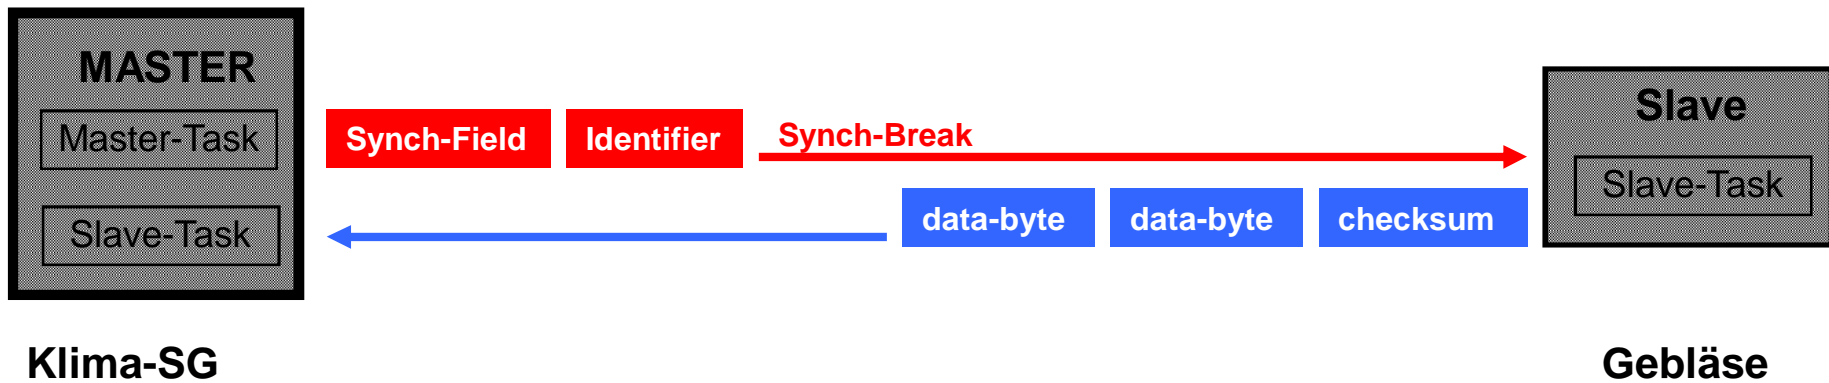 MASTER
Master-Task
Slave-Task
Synch-Field Identifier Synch-Break
data-byte data-byte checksum
Slave
Slave-Task
Klima-SG
Gebläse